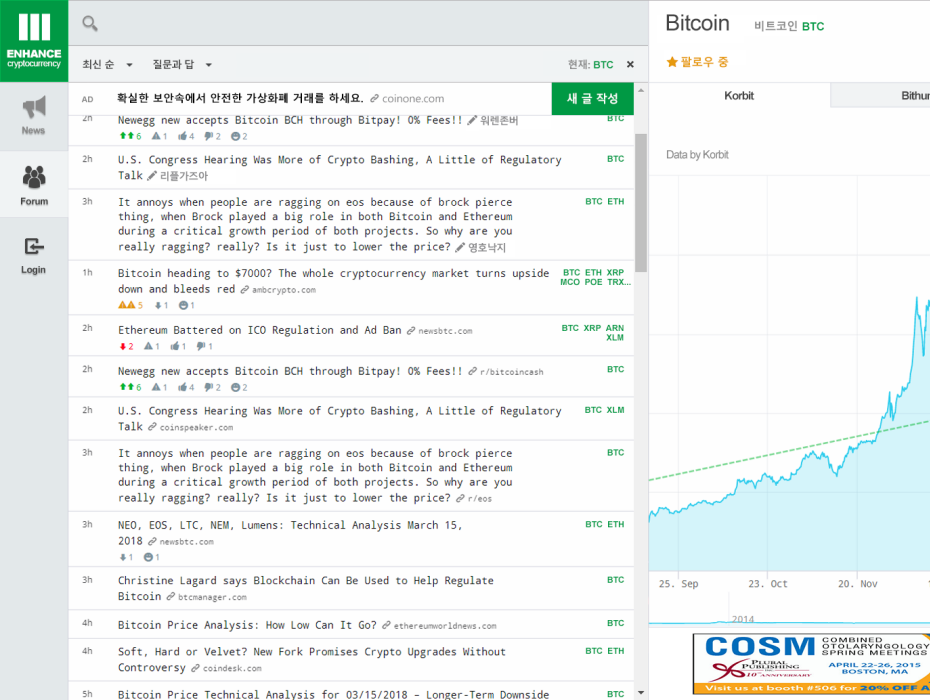 ENHANCE
cryptocurrency
News
Forum
Login
최신 순
질문과 답
현재: BTC ×
AD 확실한 보안속에서 안전한 가상화폐 거래를 하세요. coinone.com
새 글 작성
2h Newegg new accepts Bitcoin BCH through Bitpay! 0% Fees!! 워렌존버 BTC
6 1 4 2 2
2h U.S. Congress Hearing Was More of Crypto Bashing, A Little of Regulatory BTC
Talk 리플가즈아
3h It annoys when people are ragging on eos because of brock pierce BTC ETH
thing, when Brock played a big role in both Bitcoin and Ethereum
during a critical growth period of both projects. So why are you
really ragging? really? Is it just to lower the price? 영호낙지
1h Bitcoin heading to $7000? The whole cryptocurrency market turns upside BTC ETH XRP
down and bleeds red ambcrypto.com MCO POE TRX...
5 1 1
2h Ethereum Battered on ICO Regulation and Ad Ban newsbtc.com BTC XRP ARN
XLM
2 1 1 1
2h Newegg new accepts Bitcoin BCH through Bitpay! 0% Fees!! r/bitcoincash BTC
6 1 4 2 2
2h U.S. Congress Hearing Was More of Crypto Bashing, A Little of Regulatory BTC XLM
Talk coinspeaker.com
3h It annoys when people are ragging on eos because of brock pierce BTC
thing, when Brock played a big role in both Bitcoin and Ethereum
during a critical growth period of both projects. So why are you
really ragging? really? Is it just to lower the price? r/eos
3h NEO, EOS, LTC, NEM, Lumens: Technical Analysis March 15, BTC ETH
2018 newsbtc.com
1 1
3h Christine Lagard says Blockchain Can Be Used to Help Regulate BTC
Bitcoin btcmanager.com
4h Bitcoin Price Analysis: How Low Can It Go? ethereumworldnews.com BTC
4h Soft, Hard or Velvet? New Fork Promises Crypto Upgrades Without BTC ETH
Controversy coindesk.com
5h Bitcoin Price Technical Analysis for 03/15/2018 – Longer-Term Downside BTC
Bitcoin 비트코인 BTC
팔로우 중
Korbit Bithu
Data by Korbit
25. Sep 23. Oct 20. Nov
2014
COSM
COMBINED
OTOLARYNGOLOGY
SPRING MEETINGS
PLURAL
PUBLISHING
10th ANNIVERSARY
APRIL 22-26, 2015
BOSTON, MA
Visit us at booth #506 for 20% OFF A